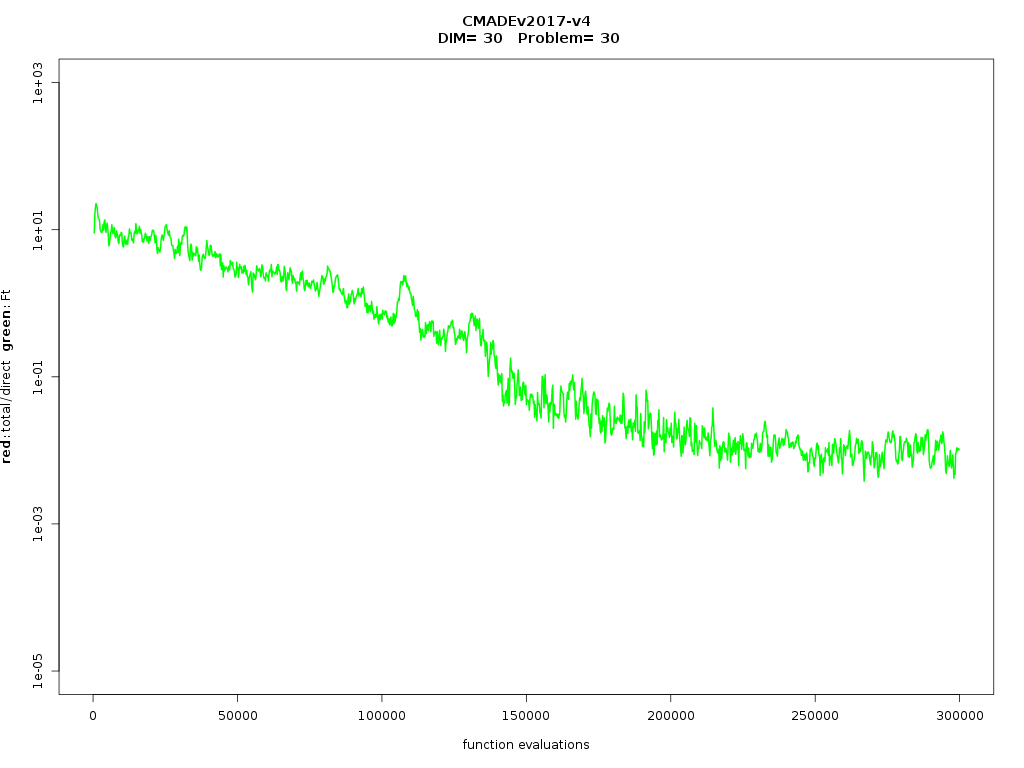 CMADEv2017-v4
DIM= 30 Problem= 30
1e+03
1e+01
1e-01
1e-03
1e-05
red: total/direct green: Ft
0 50000 100000 150000 200000 250000 300000
function evaluations